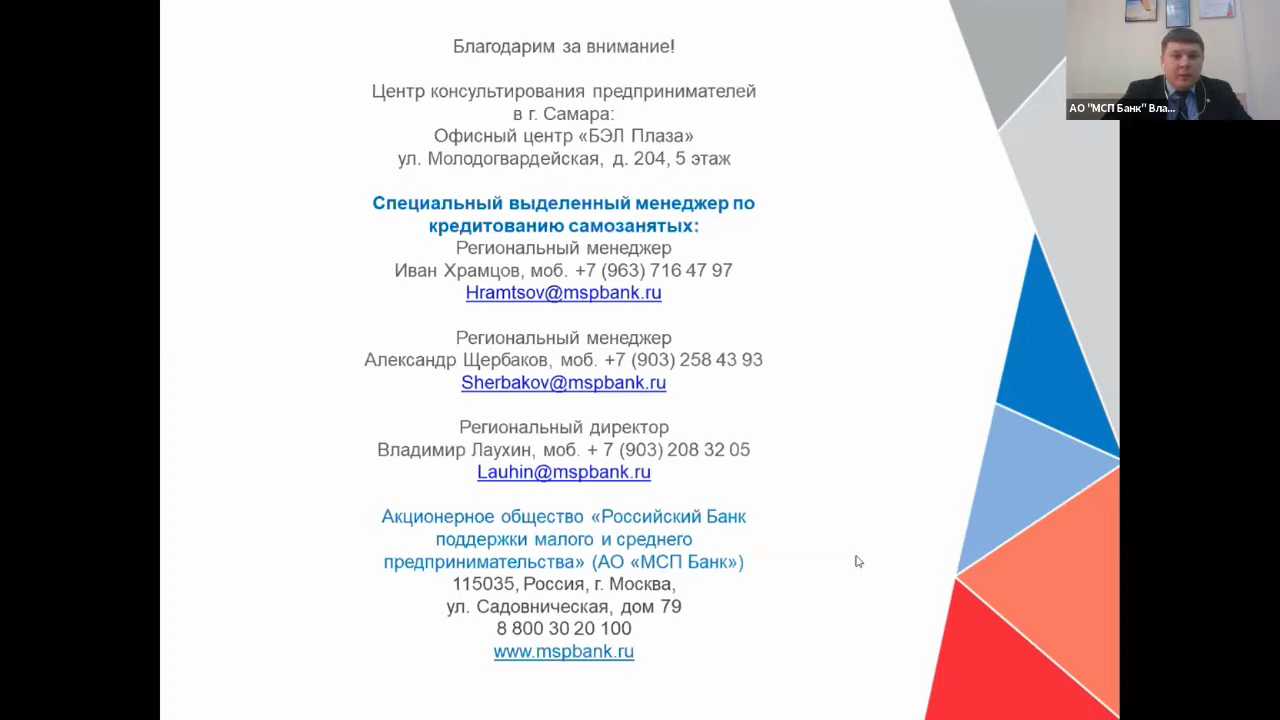 Благодарим за внимание!
Центр консультирования предпринимателей
в г. Самара:
Офисный центр «БЭЛ Плаза»
ул. Молодогвардейская, д. 204, 5 этаж
Специальный выделенный менеджер по
кредитованию самозанятых:
Региональный менеджер
Иван Храмцов, моб. +7 (963) 716 47 97
Hramtsov@mspbank.ru
Региональный менеджер
Александр Щербаков, моб. +7 (903) 258 43 93
Sherbakov@mspbank.ru
Региональный директор
Владимир Лаухин, моб. + 7 (903) 208 32 05
Lauhin@mspbank.ru
Акционерное общество «Российский Банк
поддержки малого и среднего
предпринимательства» (АО «МСП Банк»)
115035, Россия, г. Москва,
ул. Садовническая, дом 79
8 800 30 20 100
www.mspbank.ru
АО "МСП Банк" Вла...